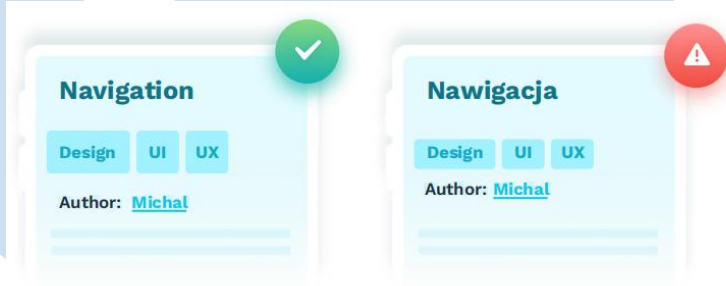 Navigation
Design UI UX
Author: Michal
Nawigacja
Design UI UX
Author: Michal